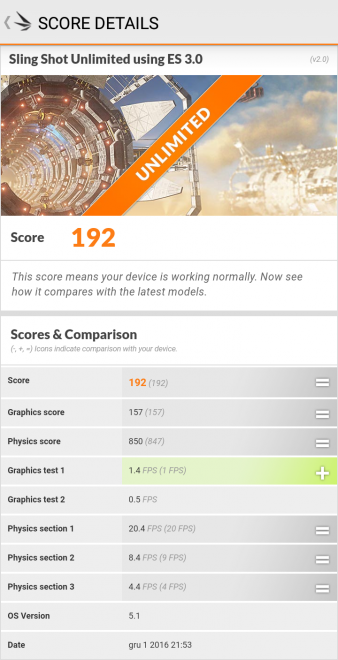 SCORE DETAILS
Sling Shot Unlimited using ES 3.0 (v2.0)
UNLIMITED
Score 192
This score means your device is working normally. Now see
how it compares with the latest models.
Scores & Comparison
(-, +, =) Icons indicate comparison with your device.
Score 192 (192) =
Graphics score 157 (157) =
Physics score 850 (847) =
Graphics test 1 1.4 FPS (1 FPS) +
Graphics test 2 0.5 FPS
Physics section 1 20.4 FPS (20 FPS) =
Physics section 2 8.4 FPS (9 FPS) =
Physics section 3 4.4 FPS (4 FPS) =
OS Version 5.1
Date gru 1 2016 21:53